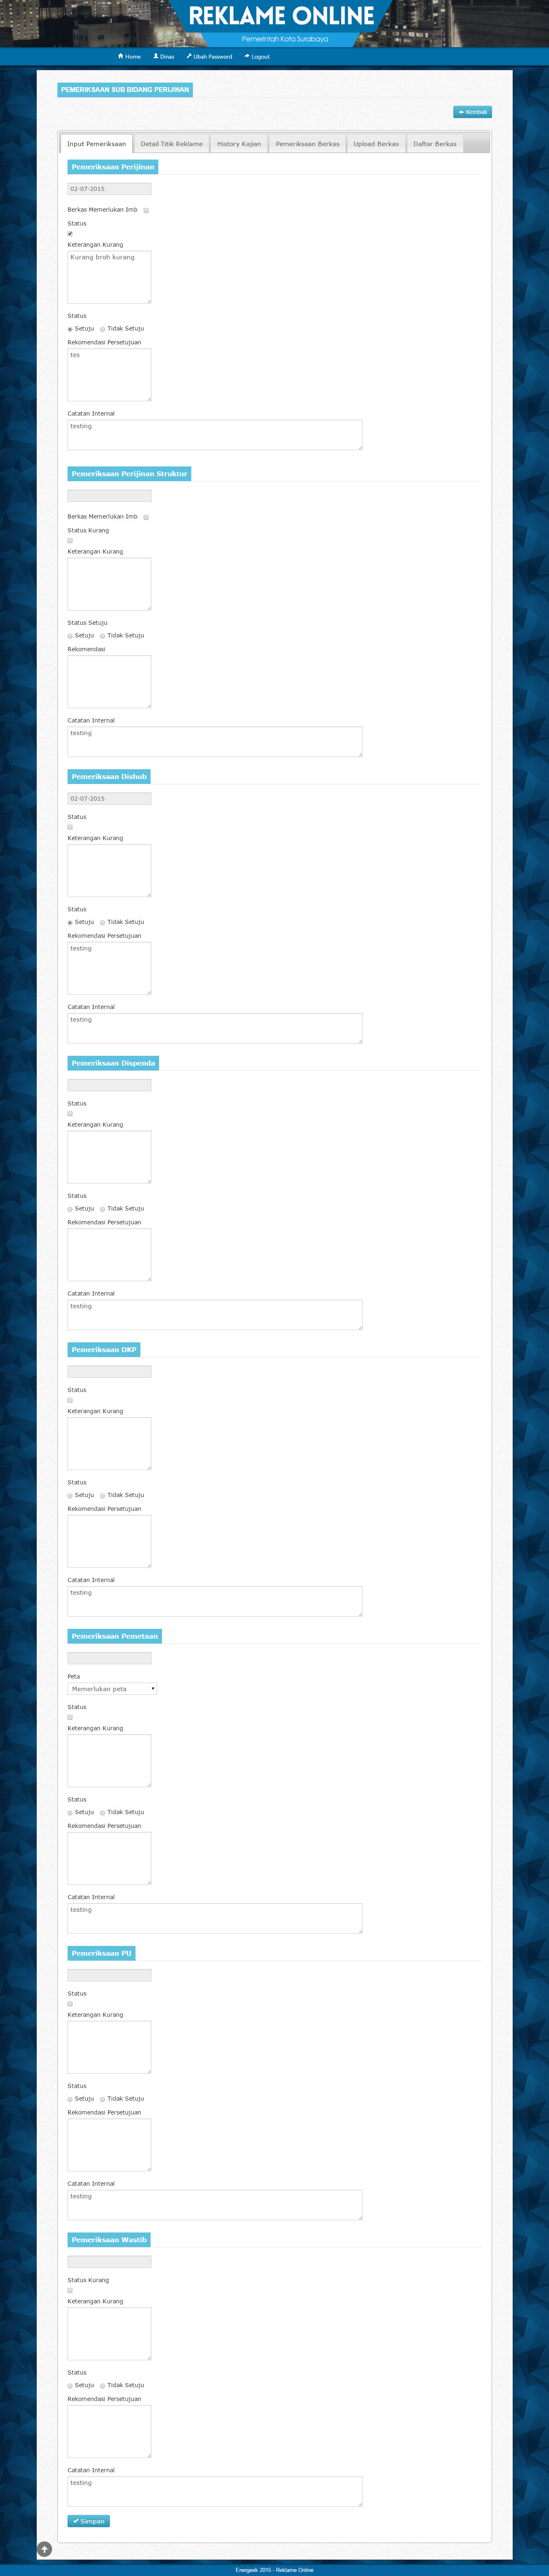 REKLAME ONLINE
Pemerintah Kota Surabaya
Home Dinas Ubah Password Logout
PEMERIKSAAN SUB BIDANG PERIJINAN
Kembali
Input Pemeriksaan Detail Titik Reklame History Kajian Pemeriksaan Berkas Upload Berkas Daftar Berkas
Pemeriksaan Perijinan
02-07-2015
Berkas Memerlukan Imb
Status
Keterangan Kurang
Kurang broh kurang
Status
Setuju Tidak Setuju
Rekomendasi Persetujuan
tes
Catatan Internal
testing
Pemeriksaan Perijinan Struktur
Berkas Memerlukan Imb
Status Kurang
Keterangan Kurang
Status Setuju
Setuju Tidak Setuju
Rekomendasi
Catatan Internal
testing
Pemeriksaan Dishub
02-07-2015
Status
Keterangan Kurang
Status
Setuju Tidak Setuju
Rekomendasi Persetujuan
testing
Catatan Internal
testing
Pemeriksaan Dispenda
Status
Keterangan Kurang
Status
Setuju Tidak Setuju
Rekomendasi Persetujuan
Catatan Internal
testing
Pemeriksaan DKP
Status
Keterangan Kurang
Status
Setuju Tidak Setuju
Rekomendasi Persetujuan
Catatan Internal
testing
Pemeriksaan Pemetaan
Peta
Memerlukan peta
Status
Keterangan Kurang
Status
Setuju Tidak Setuju
Rekomendasi Persetujuan
Catatan Internal
testing
Pemeriksaan PU
Status
Keterangan Kurang
Status
Setuju Tidak Setuju
Rekomendasi Persetujuan
Catatan Internal
testing
Pemeriksaan Wastib
Status Kurang
Keterangan Kurang
Status
Setuju Tidak Setuju
Rekomendasi Persetujuan
Catatan Internal
testing
Simpan
Energeek 2015 - Reklame Online